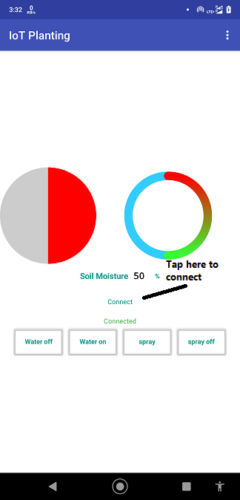 3:32
IoT Planting
Soil Moisture 50 %
Tap here to
connect
Connect
Connected
Water off Water on spray spray off